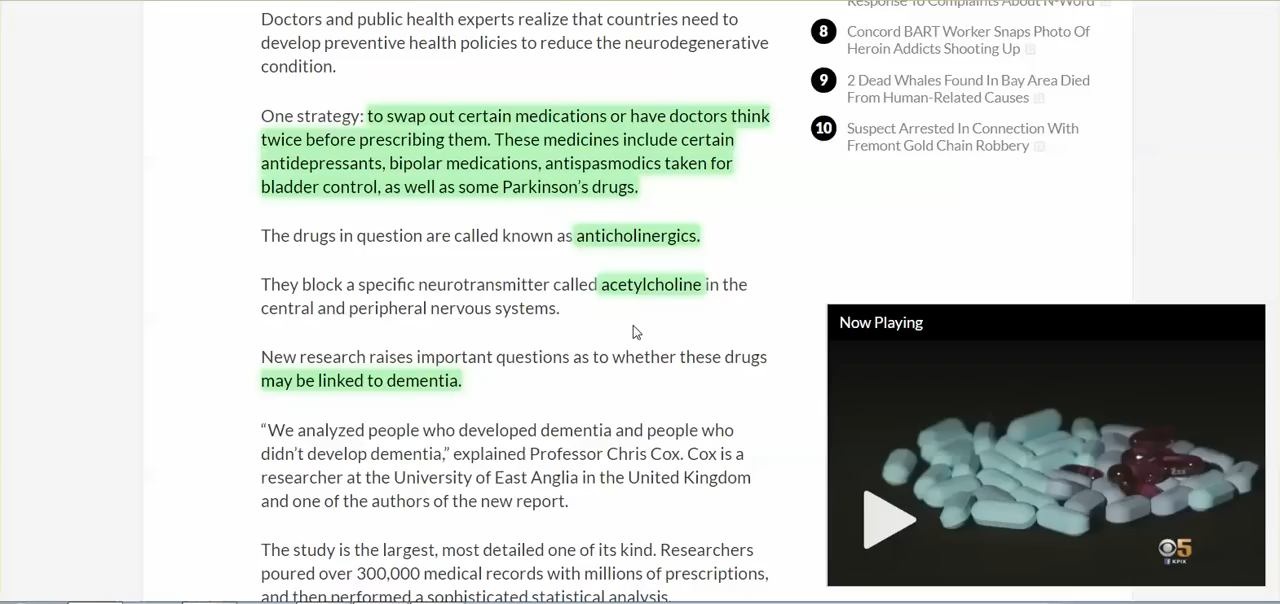 Doctors and public health experts realize that countries need to
develop preventive health policies to reduce the neurodegenerative
condition.
One strategy: to swap out certain medications or have doctors think
twice before prescribing them. These medicines include certain
antidepressants, bipolar medications, antispasmodics taken for
bladder control, as well as some Parkinson’s drugs.
The drugs in question are called known as anticholinergics.
They block a specific neurotransmitter called acetylcholine in the
central and peripheral nervous systems.
New research raises important questions as to whether these drugs
may be linked to dementia.
“We analyzed people who developed dementia and people who
didn’t develop dementia,” explained Professor Chris Cox. Cox is a
researcher at the University of East Anglia in the United Kingdom
and one of the authors of the new report.
The study is the largest, most detailed one of its kind. Researchers
poured over 300,000 medical records with millions of prescriptions,
and then performed a sophisticated statistical analysis.
Response To Complaints About N-Word
8 Concord BART Worker Snaps Photo Of
Heroin Addicts Shooting Up
9 2 Dead Whales Found In Bay Area Died
From Human-Related Causes
10 Suspect Arrested In Connection With
Fremont Gold Chain Robbery
Now Playing
Zzz
5
KPIX